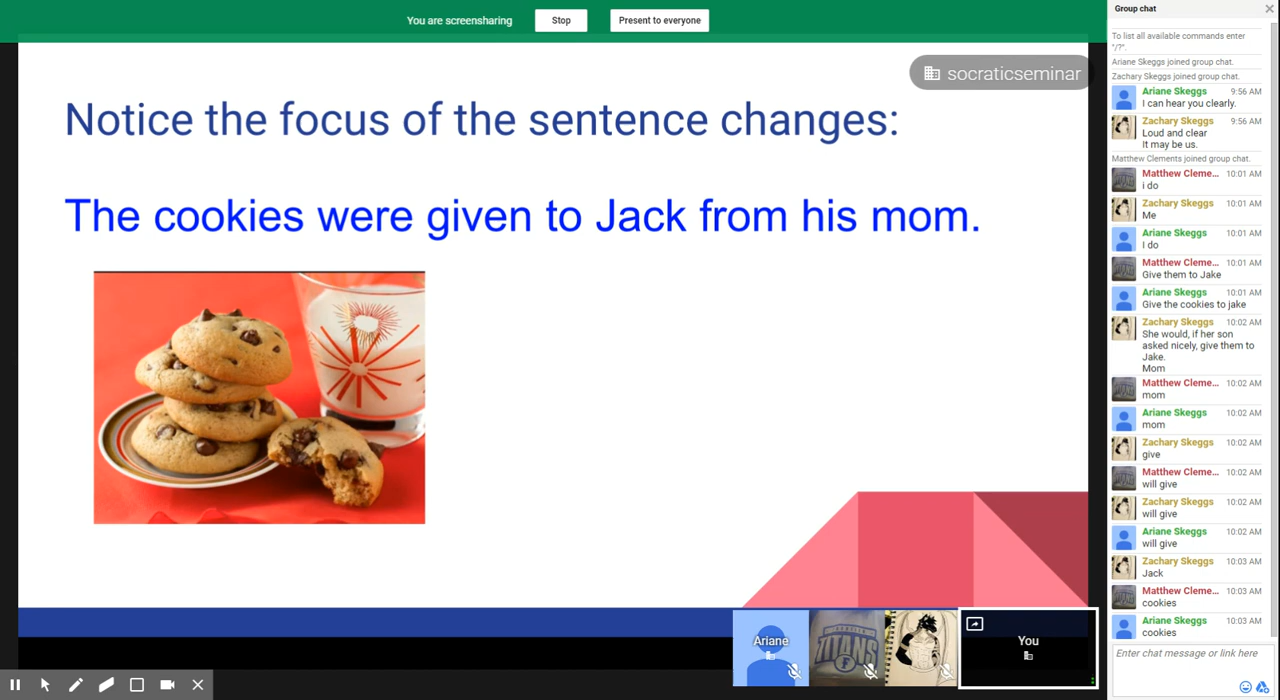 You are screensharing
Stop
Present to everyone
socraticseminar
Notice the focus of the sentence changes:
The cookies were given to Jack from his mom.
Ariane
TITANS
You
Group chat
To list all available commands enter
"/?".
Ariane Skeggs joined group chat.
Zachary Skeggs joined group chat.
Ariane Skeggs 9:56 AM
I can hear you clearly.
Zachary Skeggs 9:56 AM
Loud and clear
It may be us.
Matthew Clements joined group chat.
Matthew Cleme... 10:01 AM
i do
Zachary Skeggs 10:01 AM
Me
Ariane Skeggs 10:01 AM
I do
Matthew Cleme... 10:01 AM
Give them to Jake
Ariane Skeggs 10:01 AM
Give the cookies to jake
Zachary Skeggs 10:02 AM
She would, if her son
asked nicely, give them to
Jake.
Mom
Matthew Cleme... 10:02 AM
mom
Ariane Skeggs 10:02 AM
mom
Zachary Skeggs 10:02 AM
give
Matthew Cleme... 10:02 AM
will give
Zachary Skeggs 10:02 AM
will give
Ariane Skeggs 10:02 AM
will give
Zachary Skeggs 10:03 AM
Jack
Matthew Cleme... 10:03 AM
cookies
Ariane Skeggs 10:03 AM
cookies
Enter chat message or link here